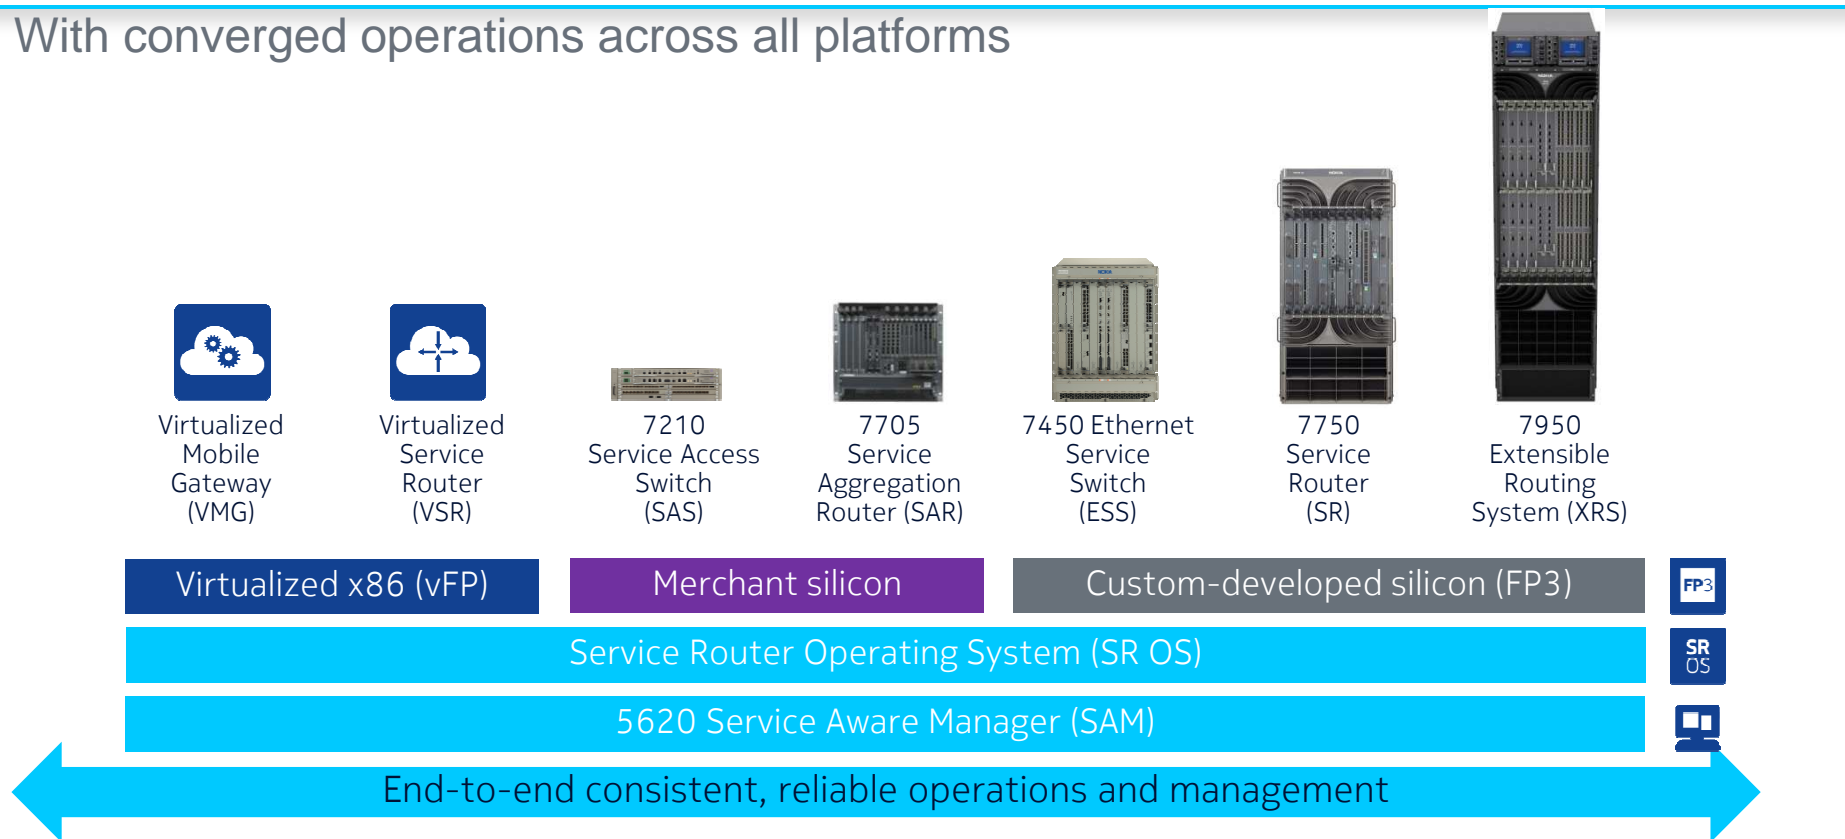 With converged operations across all platforms
Virtualized
Mobile
Gateway
(VMG)
Virtualized
Service
Router
(VSR)
7210
Service Access
Switch
(SAS)
7705
Service
Aggregation
Router (SAR)
7450 Ethernet
Service
Switch
(ESS)
7750
Service
Router
(SR)
7950
Extensible
Routing
System (XRS)
Virtualized x86 (vFP)
Merchant silicon
Custom-developed silicon (FP3)
FP3
Service Router Operating System (SR OS)
SR
OS
5620 Service Aware Manager (SAM)
End-to-end consistent, reliable operations and management